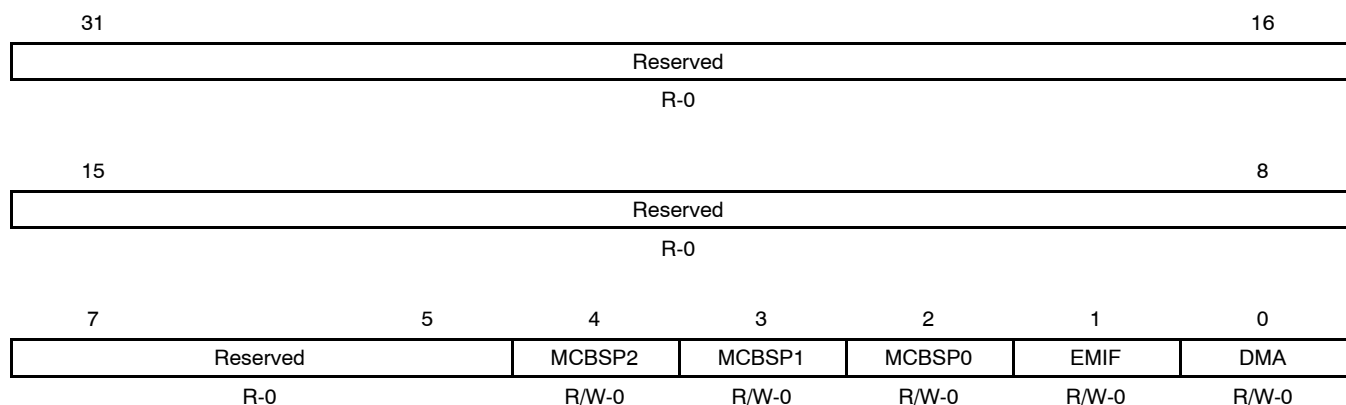 31 16
Reserved
R-0
15 8
Reserved
R-0
7 5 4 3 2 1 0
Reserved MCBSP2 MCBSP1 MCBSP0 EMIF DMA
R-0 R/W-0 R/W-0 R/W-0 R/W-0 R/W-0